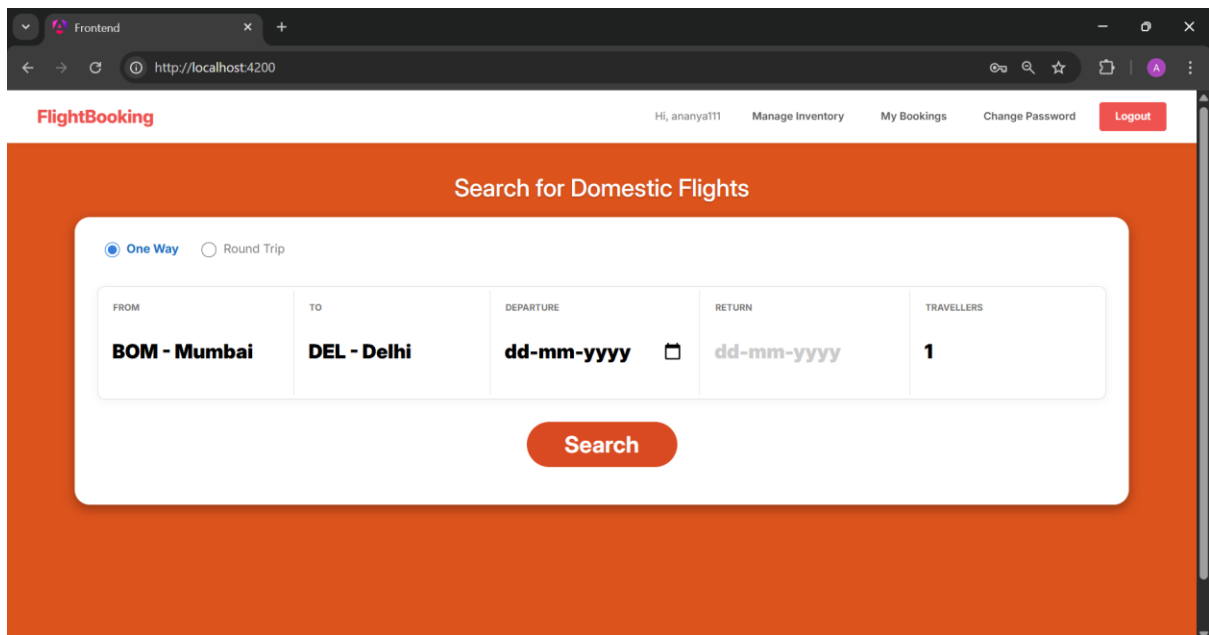 Frontend
http://localhost:4200
A
FlightBooking
Hi, ananya111 Manage Inventory My Bookings Change Password Logout
Search for Domestic Flights
One Way Round Trip
FROM TO DEPARTURE RETURN TRAVELLERS
BOM - Mumbai DEL - Delhi dd-mm-yyyy dd-mm-yyyy 1
Search